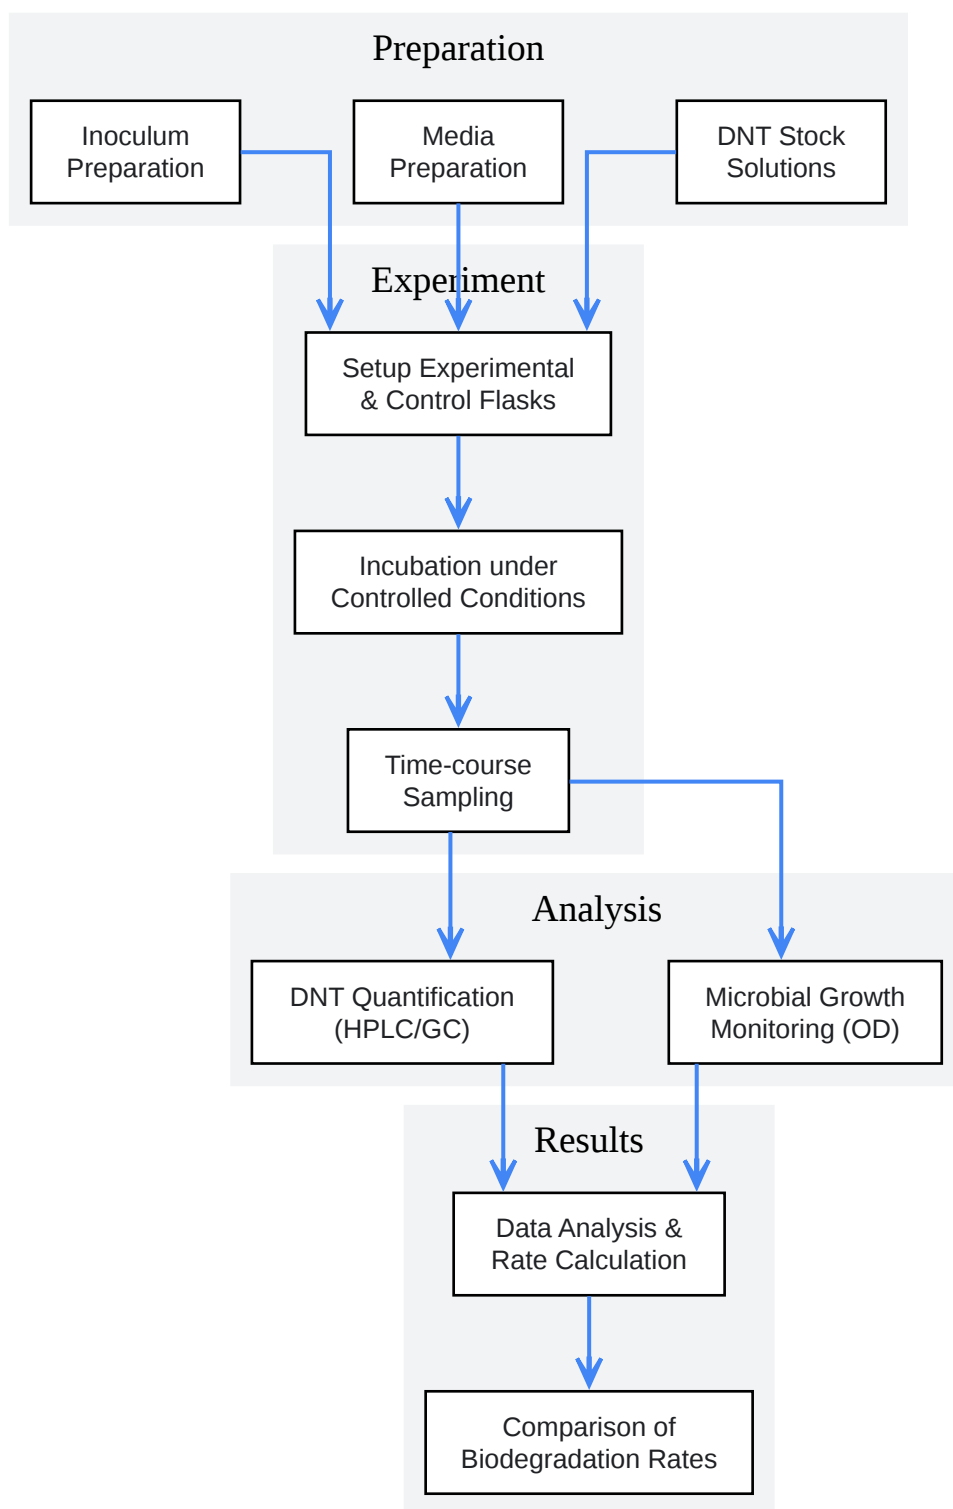 Preparation
Inoculum
Preparation
Media
Preparation
DNT Stock
Solutions
Experiment
Setup Experimental
& Control Flasks
Incubation under
Controlled Conditions
Time-course
Sampling
Analysis
DNT Quantification
(HPLC/GC)
Microbial Growth
Monitoring (OD)
Results
Data Analysis &
Rate Calculation
Comparison of
Biodegradation Rates